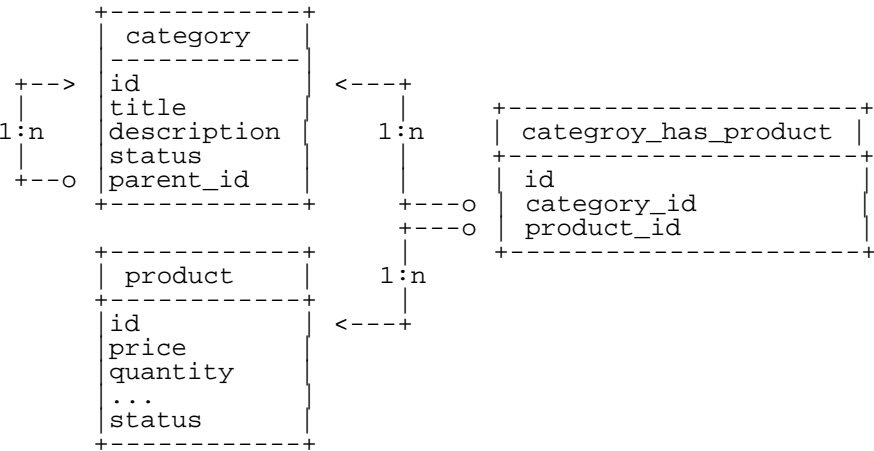 category
id
title
description
status
parent_id
1:n
1:n
categroy_has_product
id
category_id
product_id
product
id
price
quantity
...
status
1:n